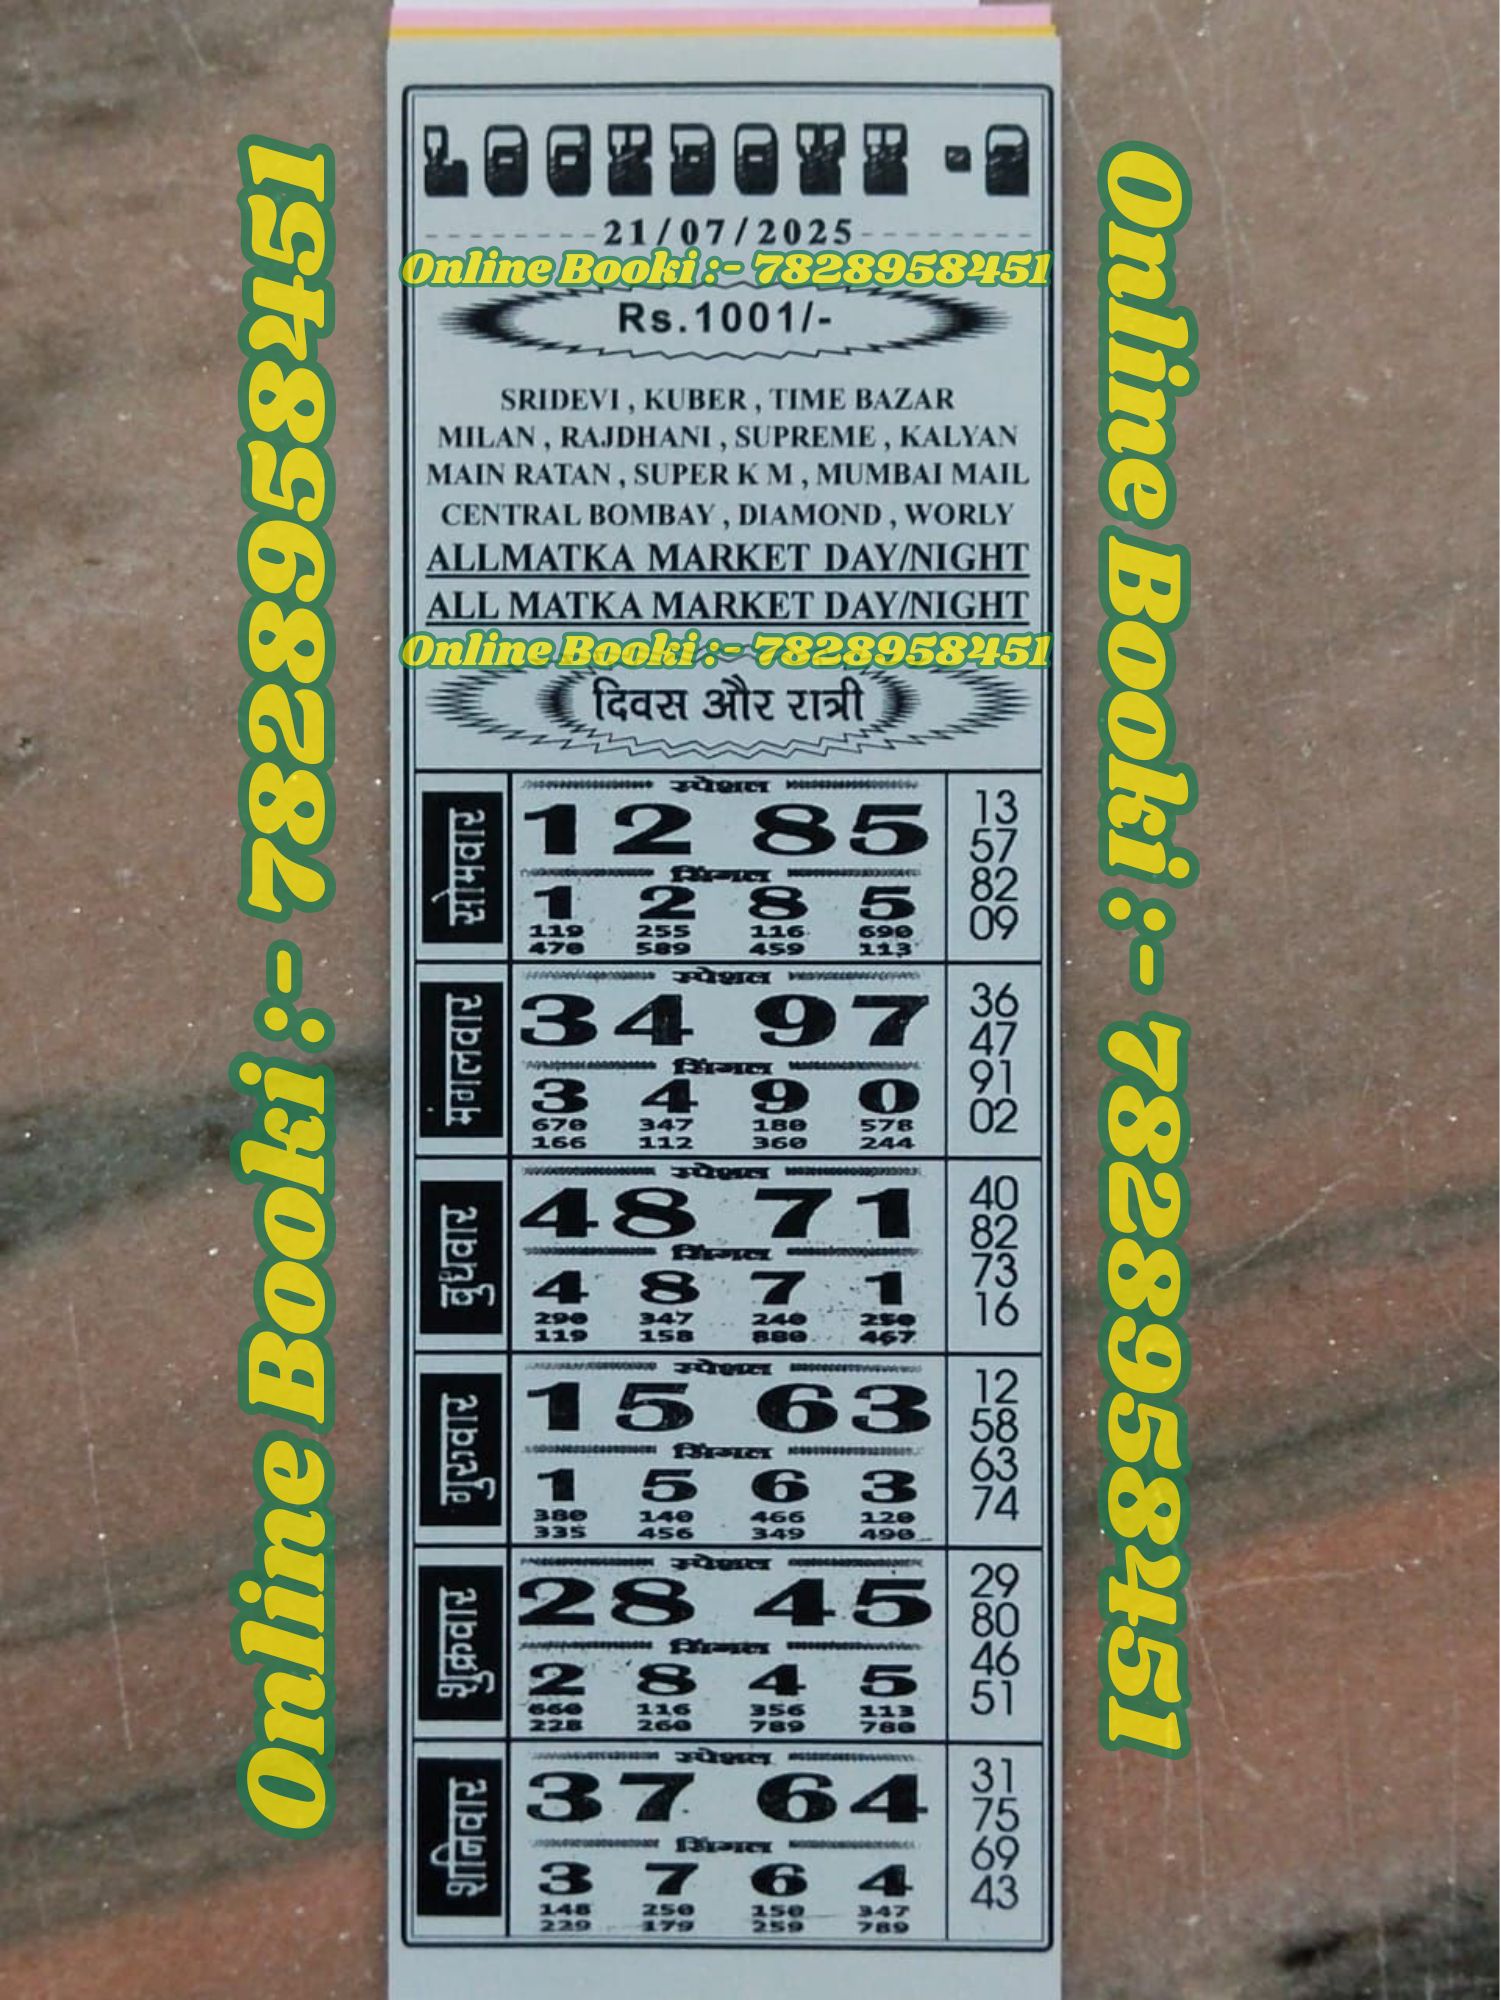 LOCKDOWN -2
21/07/2025
Online Booki :- 7828958451
Rs.1001/-
SRIDEVI , KUBER , TIME BAZAR
MILAN , RAJDHANI , SUPREME , KALYAN
MAIN RATAN , SUPER K M , MUMBAI MAIL
CENTRAL BOMBAY , DIAMOND , WORLY
ALLMATKA MARKET DAY/NIGHT
ALL MATKA MARKET DAY/NIGHT
Online Booki :- 7828958451
दिवस और रात्री
सोमवार
स्पेशल
12 85
सिंगल
1 2 8 5
119 255 116 690
470 589 459 113
13
57
82
09
मगलवार
स्पेशल
34 97
सिंगल
3 4 9 0
670 347 180 578
166 112 360 244
36
47
91
02
बुधवार
स्पेशल
48 71
सिंगल
4 8 7 1
290 347 240 250
119 158 880 467
40
82
73
16
गुरुवार
स्पेशल
15 63
सिंगल
1 5 6 3
380 140 466 120
335 456 349 490
12
58
63
74
शुक्रवार
स्पेशल
28 45
सिंगल
2 8 4 5
660 116 356 113
228 260 789 780
29
80
46
51
शनिवार
स्पेशल
37 64
सिंगल
3 7 6 4
148 250 150 347
229 179 259 789
31
75
69
43
Online Booki :- 7828958451
Online Booki :- 7828958451